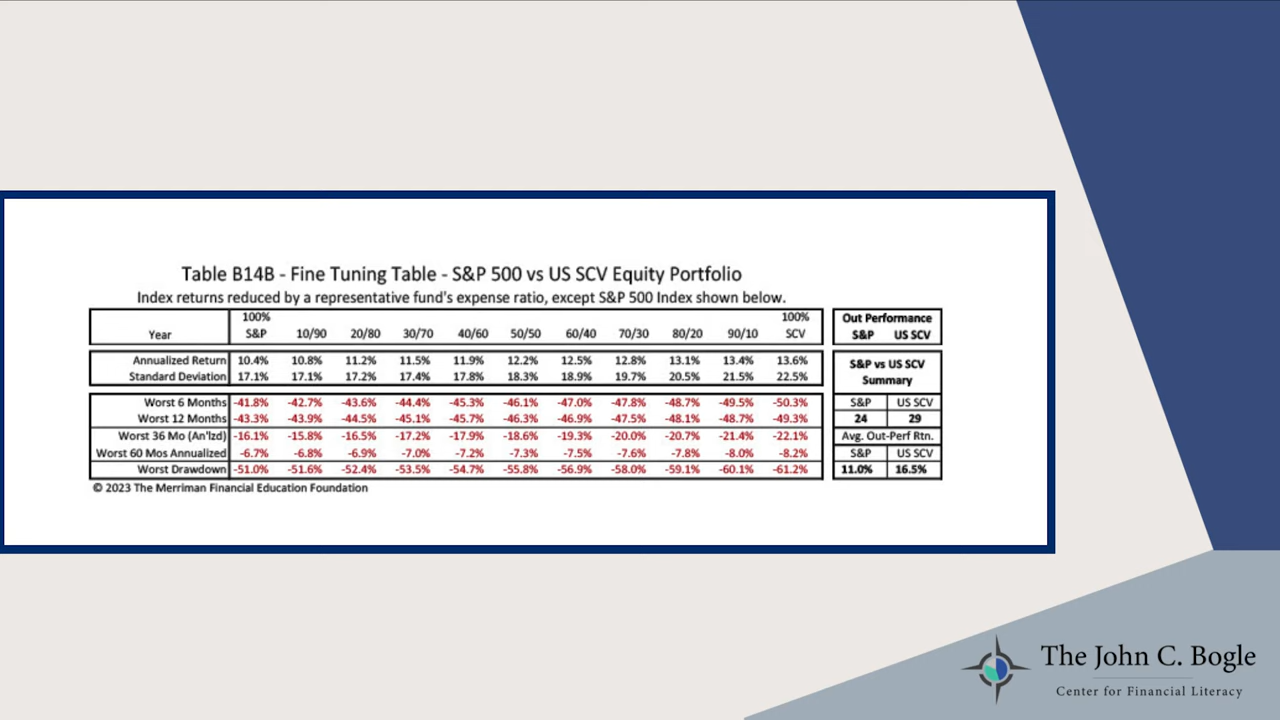 Table B14B - Fine Tuning Table - S&P 500 vs US SCV Equity Portfolio
Index returns reduced by a representative fund's expense ratio, except S&P 500 Index shown below.
100% 100%
Year S&P 10/90 20/80 30/70 40/60 50/50 60/40 70/30 80/20 90/10 SCV
Annualized Return 10.4% 10.8% 11.2% 11.5% 11.9% 12.2% 12.5% 12.8% 13.1% 13.4% 13.6%
Standard Deviation 17.1% 17.1% 17.2% 17.4% 17.8% 18.3% 18.9% 19.7% 20.5% 21.5% 22.5%
Worst 6 Months -41.8% -42.7% -43.6% -44.4% -45.3% -46.1% -47.0% -47.8% -48.7% -49.5% -50.3%
Worst 12 Months -43.3% -43.9% -44.5% -45.1% -45.7% -46.3% -46.9% -47.5% -48.1% -48.7% -49.3%
Worst 36 Mo (An'lzd) -16.1% -15.8% -16.5% -17.2% -17.9% -18.6% -19.3% -20.0% -20.7% -21.4% -22.1%
Worst 60 Mos Annualized -6.7% -6.8% -6.9% -7.0% -7.2% -7.3% -7.5% -7.6% -7.8% -8.0% -8.2%
Worst Drawdown -51.0% -51.6% -52.4% -53.5% -54.7% -55.8% -56.9% -58.0% -59.1% -60.1% -61.2%
© 2023 The Merriman Financial Education Foundation
Out Performance
S&P US SCV
S&P vs US SCV
Summary
S&P US SCV
24 29
Avg. Out-Perf Rtn.
S&P US SCV
11.0% 16.5%
The John C. Bogle
Center for Financial Literacy